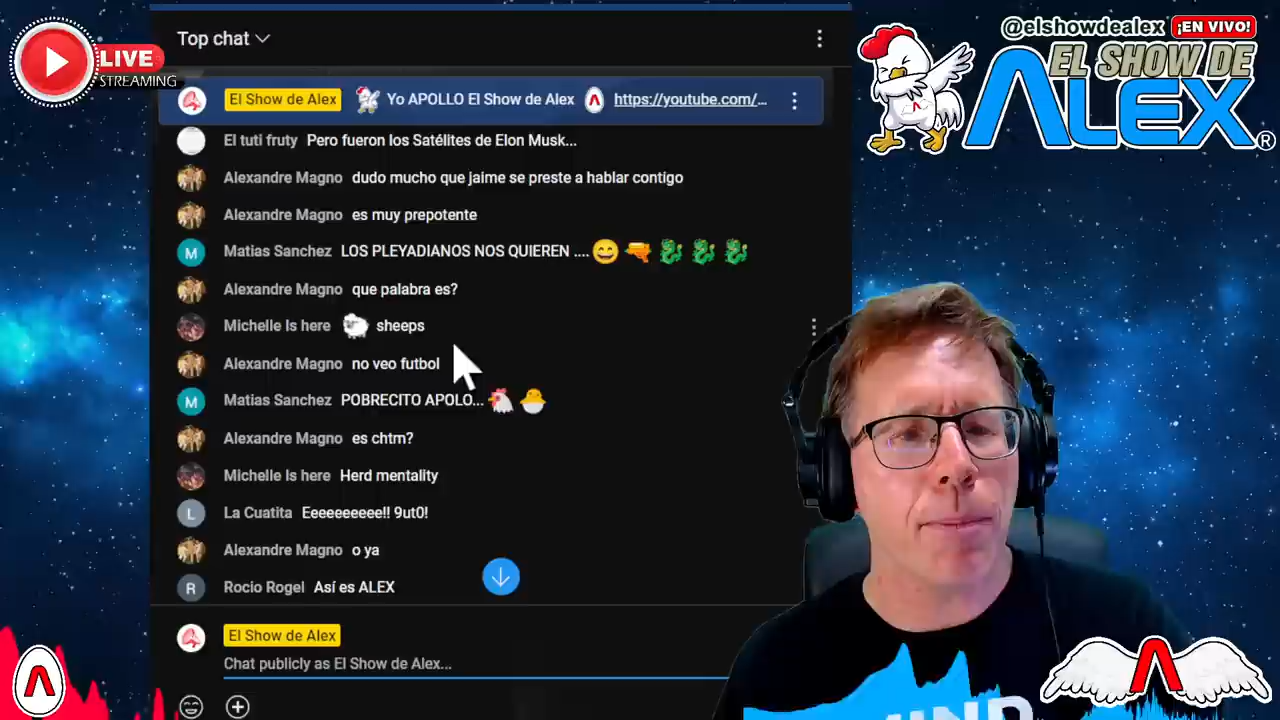 LIVE
STREAMING
Top chat
@elshowdealex ¡EN VIVO!
EL SHOW DE
ALEX®
El Show de Alex Yo APOLLO El Show de Alex https://youtube.com/...
El tuti fruty Pero fueron los Satélites de Elon Musk...
Alexandre Magno dudo mucho que jaime se preste a hablar contigo
Alexandre Magno es muy prepotente
M Matias Sanchez LOS PLEYADIANOS NOS QUIEREN .... 😄 🔫 🐉 🐉 🐉
Alexandre Magno que palabra es?
Michelle Is here 🐑 sheeps
Alexandre Magno no veo futbol
M Matias Sanchez POBRECITO APOLO... 🐔 🐣
Alexandre Magno es chtm?
Michelle Is here Herd mentality
L La Cuatita Eeeeeeeeee!! 9ut0!
Alexandre Magno o ya
R Rocio Rogel Así es ALEX
El Show de Alex
Chat publicly as El Show de Alex...